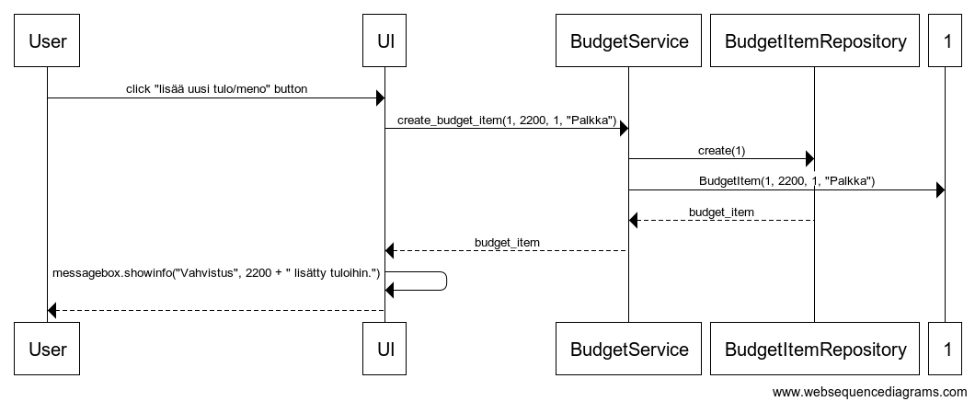 User UI BudgetService BudgetItemRepository 1
click "lisää uusi tulo/meno" button
create_budget_item(1, 2200, 1, "Palkka")
create(1)
BudgetItem(1, 2200, 1, "Palkka")
budget_item
budget_item
messagebox.showinfo("Vahvistus", 2200 + " lisätty tuloihin.")
User UI BudgetService BudgetItemRepository 1
www.websequencediagrams.com